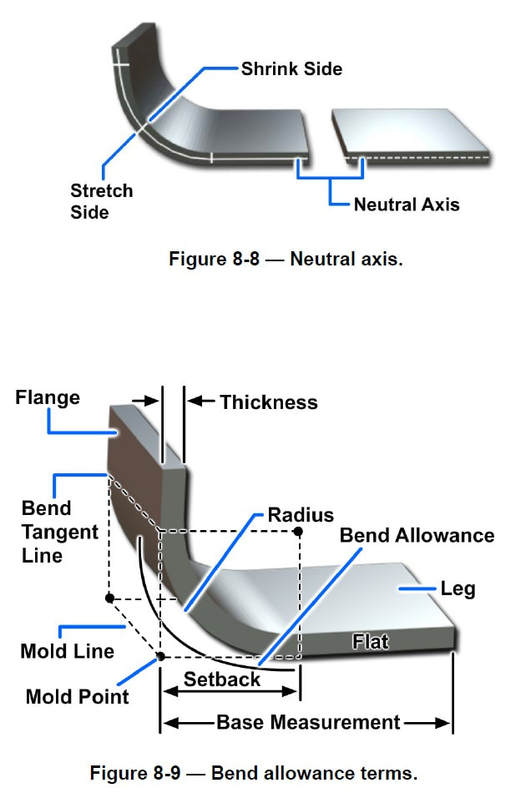 Shrink Side
Stretch
Side
Neutral Axis
Figure 8-8 — Neutral axis.
Flange
Thickness
Bend
Tangent
Line
Radius
Bend Allowance
Leg
Flat
Mold Line
Setback
Mold Point
Base Measurement
Figure 8-9 — Bend allowance terms.